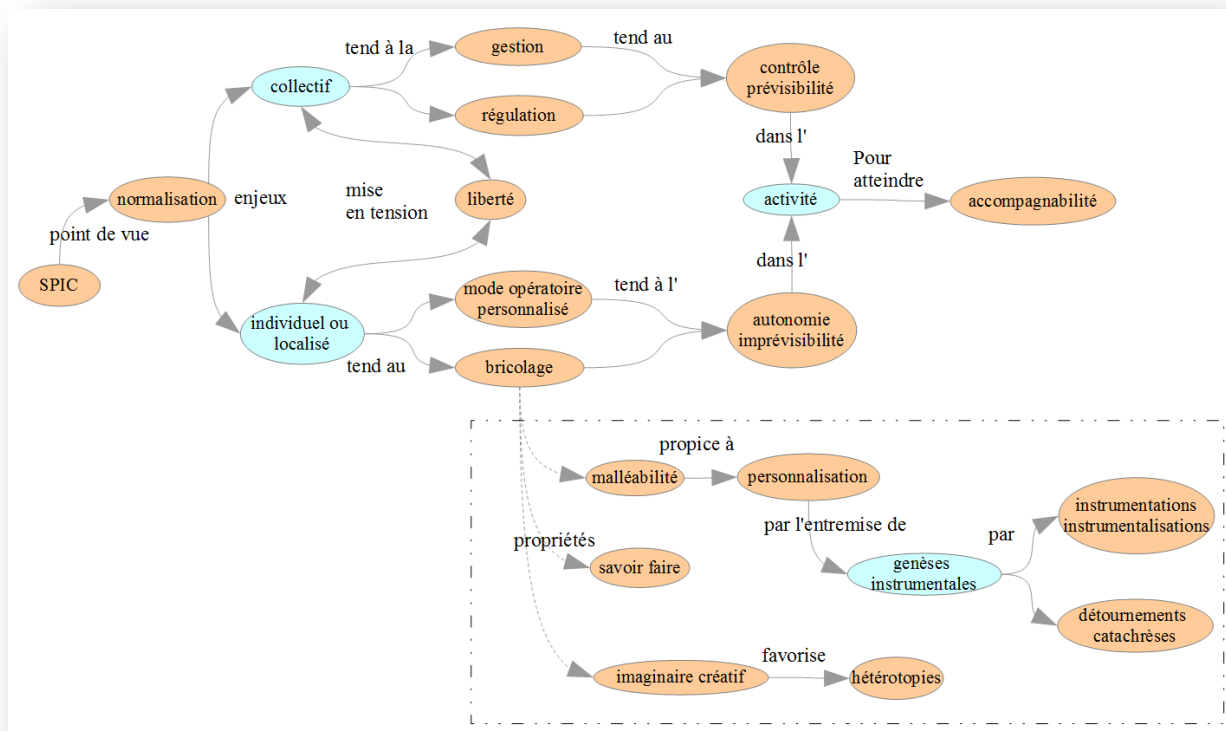 tend à la
gestion
tend au
contrôle
prévisibilité
collectif
régulation
dans l'
Pour
atteindre
normalisation
enjeux
mise
en tension
liberté
activité
accompagnabilité
point de vue
SPIC
dans l'
mode opératoire
personnalisé
tend à l'
individuel ou
localisé
autonomie
imprévisibilité
tend au
bricolage
propice à
malléabilité
personnalisation
instrumentations
instrumentalisations
par l'entremise de
par
propriétés
savoir faire
genèses
instrumentales
détournements
catachrèses
favorise
imaginaire créatif
hétérotopies